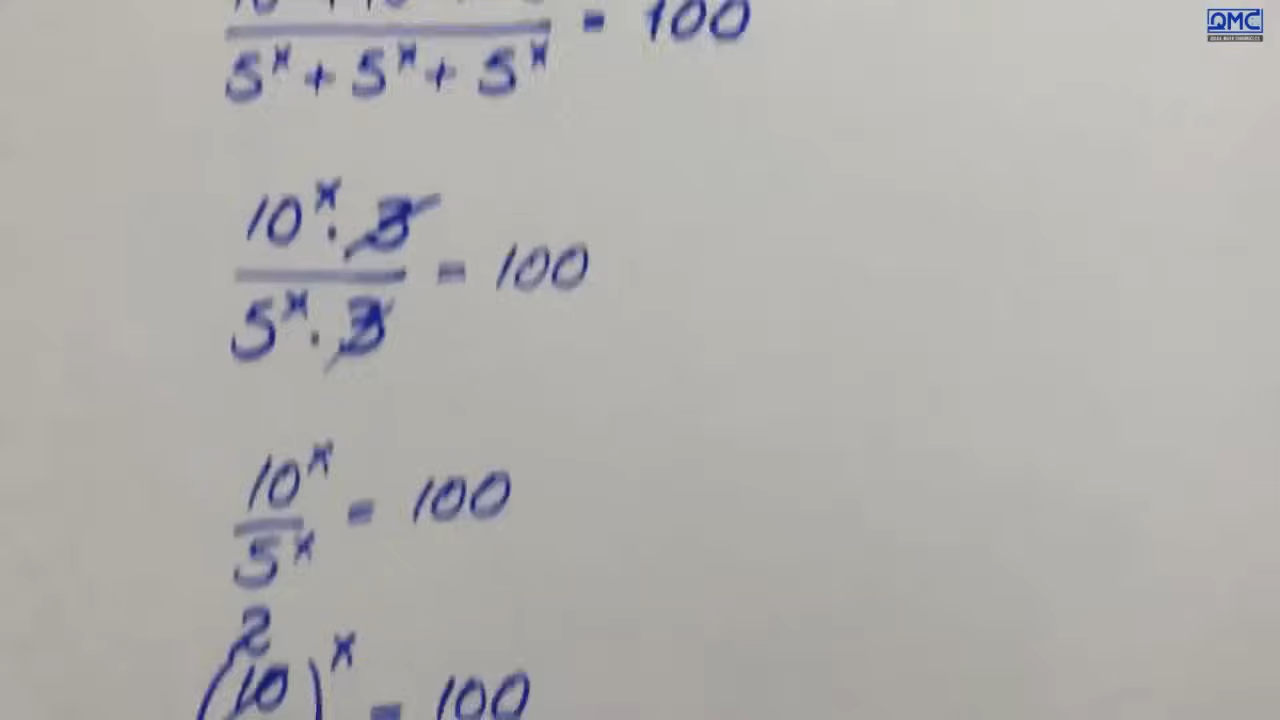 QMC
= 100
5^x + 5^x + 5^x
10^x · 3
= 100
5^x · 3
10^x
= 100
5^x
2
(10)^x = 100